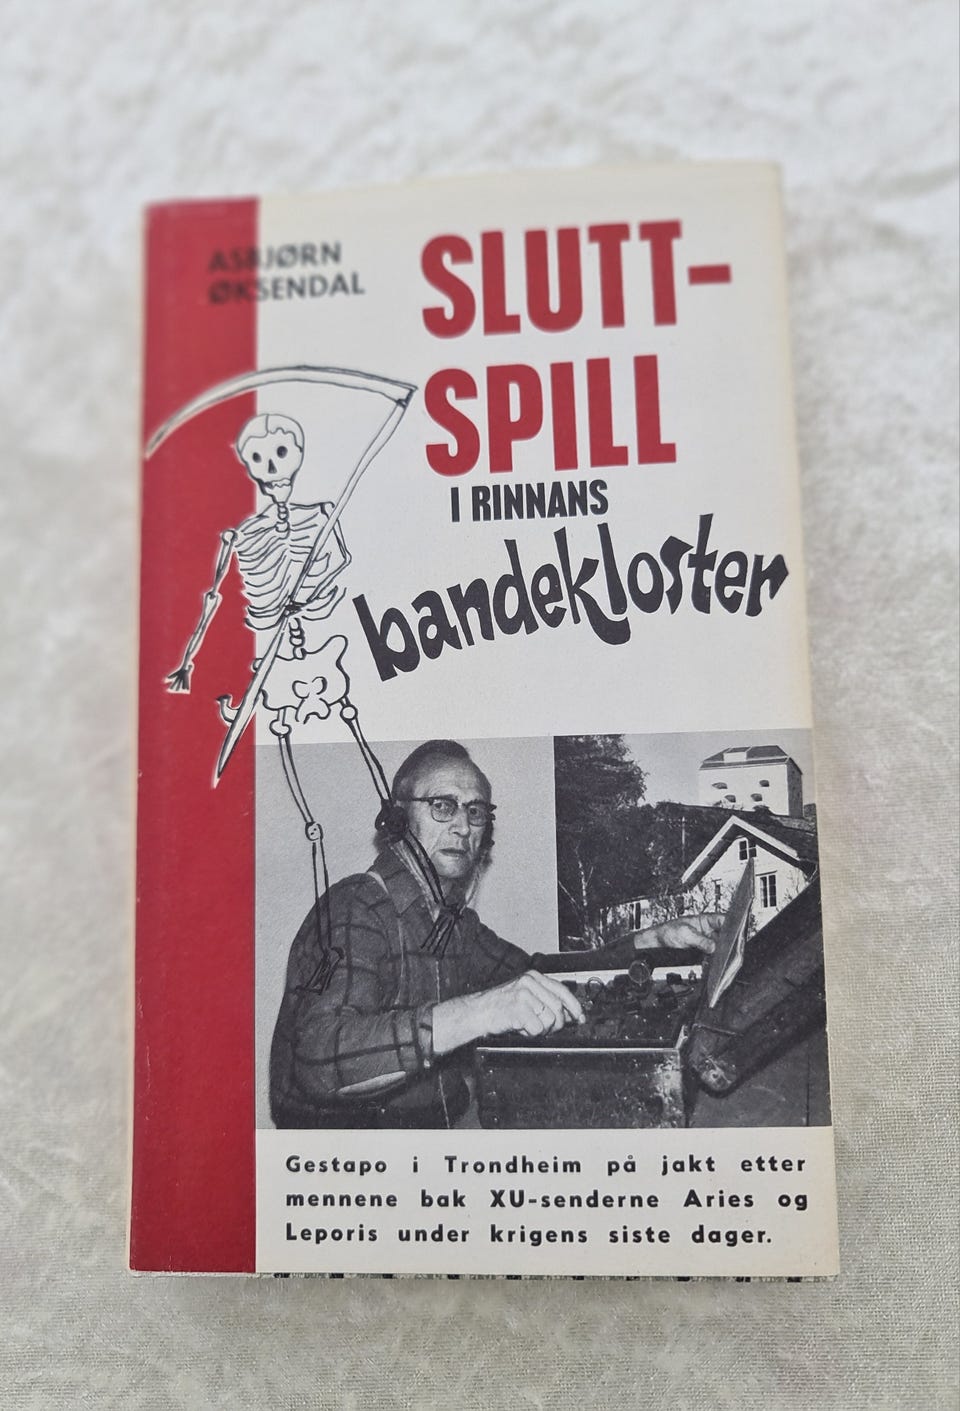 ASBJØRN
ØKSENDAL
SLUTT-
SPILL
I RINNANS
bandekloster
Gestapo i Trondheim på jakt etter
mennene bak XU-senderne Aries og
Leporis under krigens siste dager.